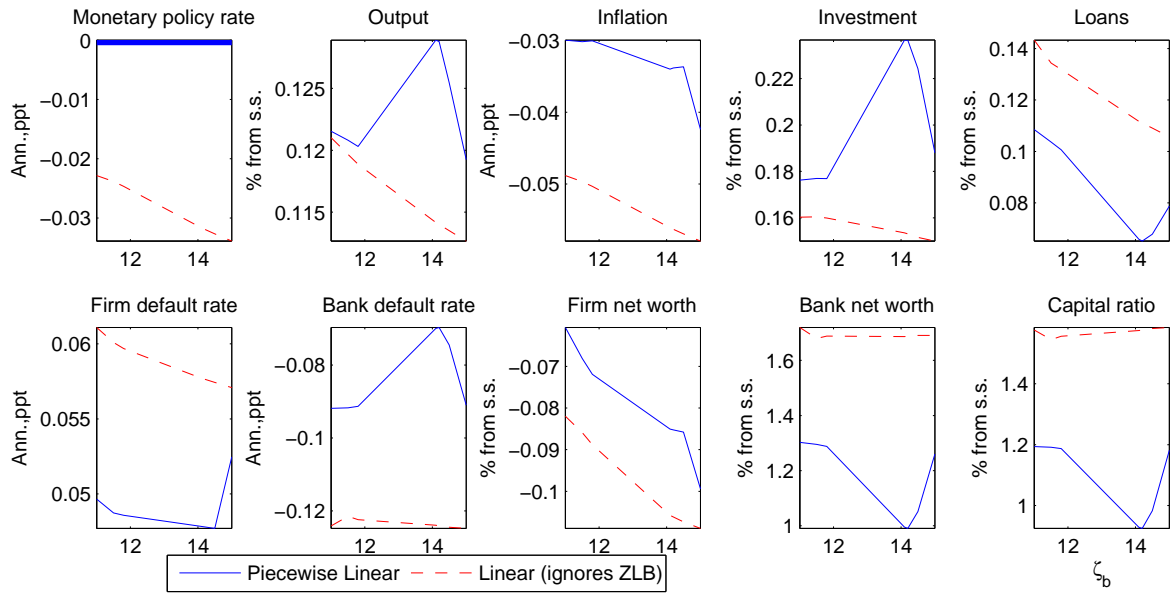 Monetary policy rate
Ann.,ppt
0
−0.01
−0.02
−0.03
12 14
Output
% from s.s.
0.125
0.12
0.115
12 14
Inflation
Ann.,ppt
−0.03
−0.04
−0.05
12 14
Investment
% from s.s.
0.22
0.2
0.18
0.16
12 14
Loans
% from s.s.
0.14
0.12
0.1
0.08
12 14
Firm default rate
Ann.,ppt
0.06
0.055
0.05
12 14
Bank default rate
Ann.,ppt
−0.08
−0.1
−0.12
12 14
Firm net worth
% from s.s.
−0.07
−0.08
−0.09
−0.1
12 14
Bank net worth
% from s.s.
1.6
1.4
1.2
1
12 14
Capital ratio
% from s.s.
1.4
1.2
1
12 14
ζ_b
Piecewise Linear Linear (ignores ZLB)